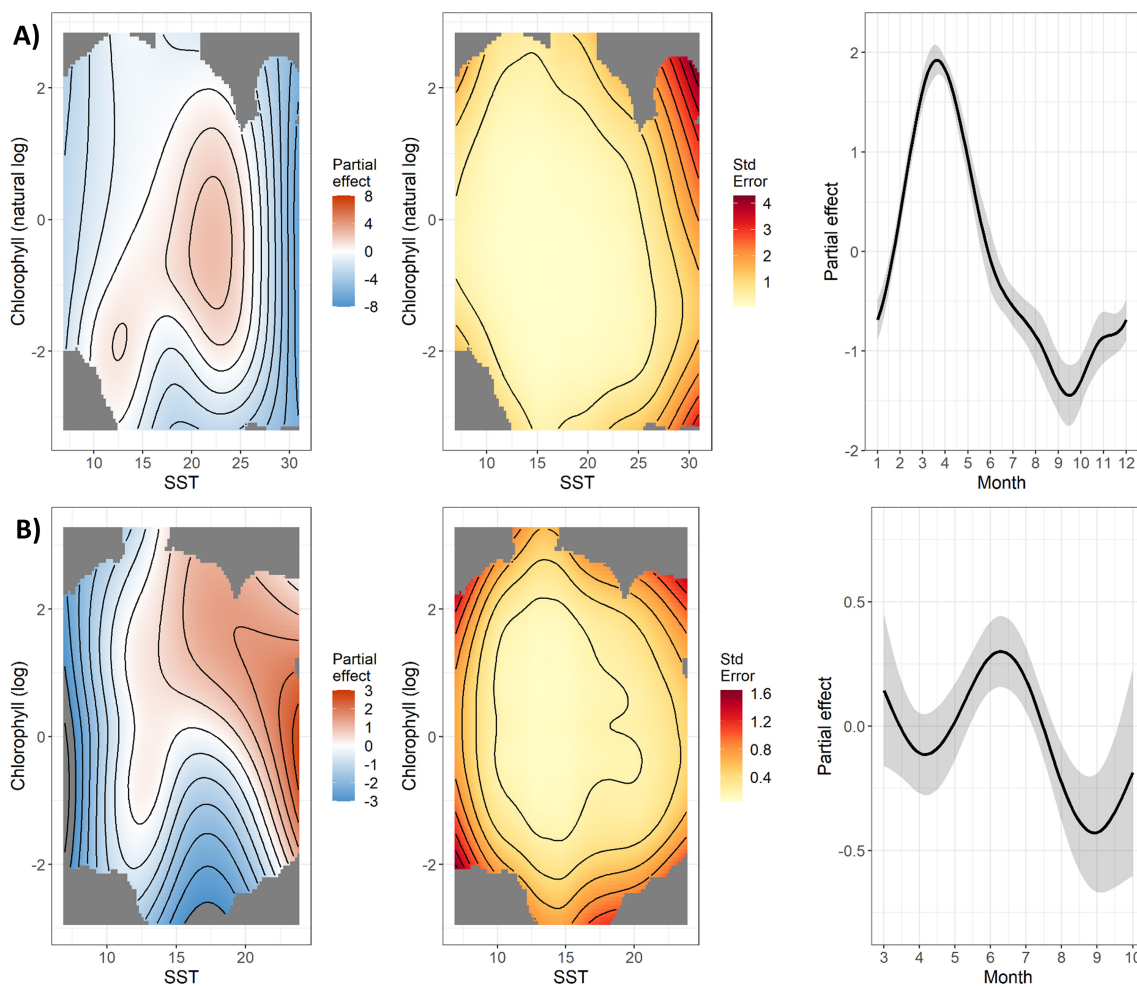 A)
Chlorophyll (natural log)
2
0
-2
10 15 20 25 30
SST
Partial
effect
8
4
0
-4
-8
Chlorophyll (natural log)
2
0
-2
10 15 20 25 30
SST
Std
Error
4
3
2
1
Partial effect
2
1
0
-1
-2
1 2 3 4 5 6 7 8 9 10 11 12
Month
B)
Chlorophyll (log)
2
0
-2
10 15 20
SST
Partial
effect
3
2
1
0
-1
-2
-3
Chlorophyll (log)
2
0
-2
10 15 20
SST
Std
Error
1.6
1.2
0.8
0.4
Partial effect
0.5
0.0
-0.5
3 4 5 6 7 8 9 10
Month